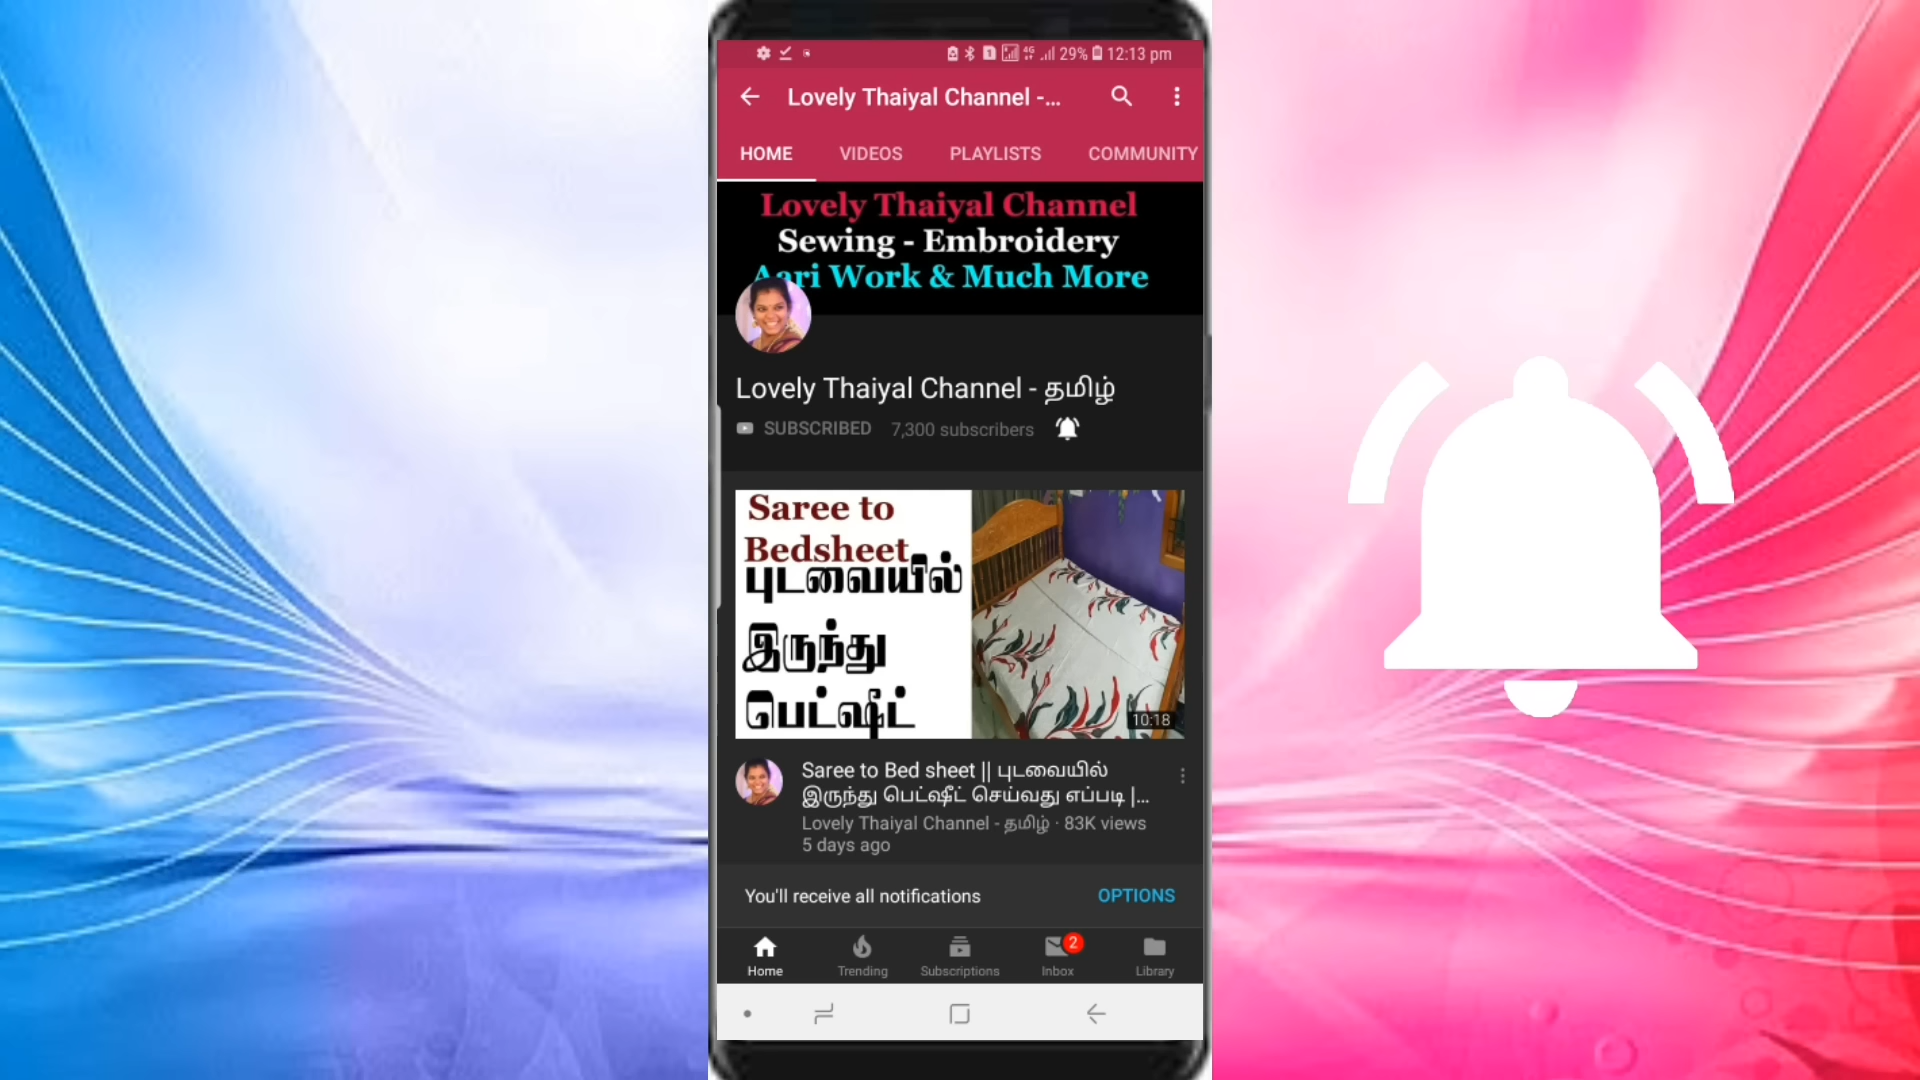 29% 12:13 pm
Lovely Thaiyal Channel -...
HOME VIDEOS PLAYLISTS COMMUNITY
Lovely Thaiyal Channel
Sewing - Embroidery
Aari Work & Much More
Lovely Thaiyal Channel - தமிழ்
SUBSCRIBED 7,300 subscribers
Saree to
Bedsheet
புடவையில்
இருந்து
பெட்ஷீட்
10:18
Saree to Bed sheet || புடவையில்
இருந்து பெட்ஷீட் செய்வது எப்படி |...
Lovely Thaiyal Channel - தமிழ் · 83K views
5 days ago
You'll receive all notifications OPTIONS
2
Home Trending Subscriptions Inbox Library